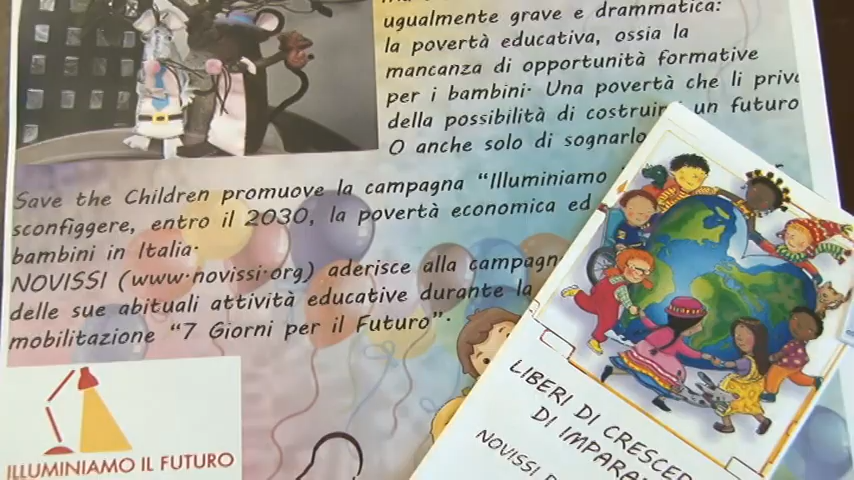 ugualmente grave e drammatica:
la povertà educativa, ossia la
mancanza di opportunità formative
per i bambini. Una povertà che li priva
della possibilità di costruire un futuro
O anche solo di sognarlo
Save the Children promuove la campagna "Illuminiamo
sconfiggere, entro il 2030, la povertà economica ed
bambini in Italia.
NOVISSI (www.novissi.org) aderisce alla campagn
delle sue abituali attività educative durante la
mobilitazione "7 Giorni per il Futuro".
ILLUMINIAMO IL FUTURO
LIBERI DI CRESCER
DI IMPARA
NOVISSI